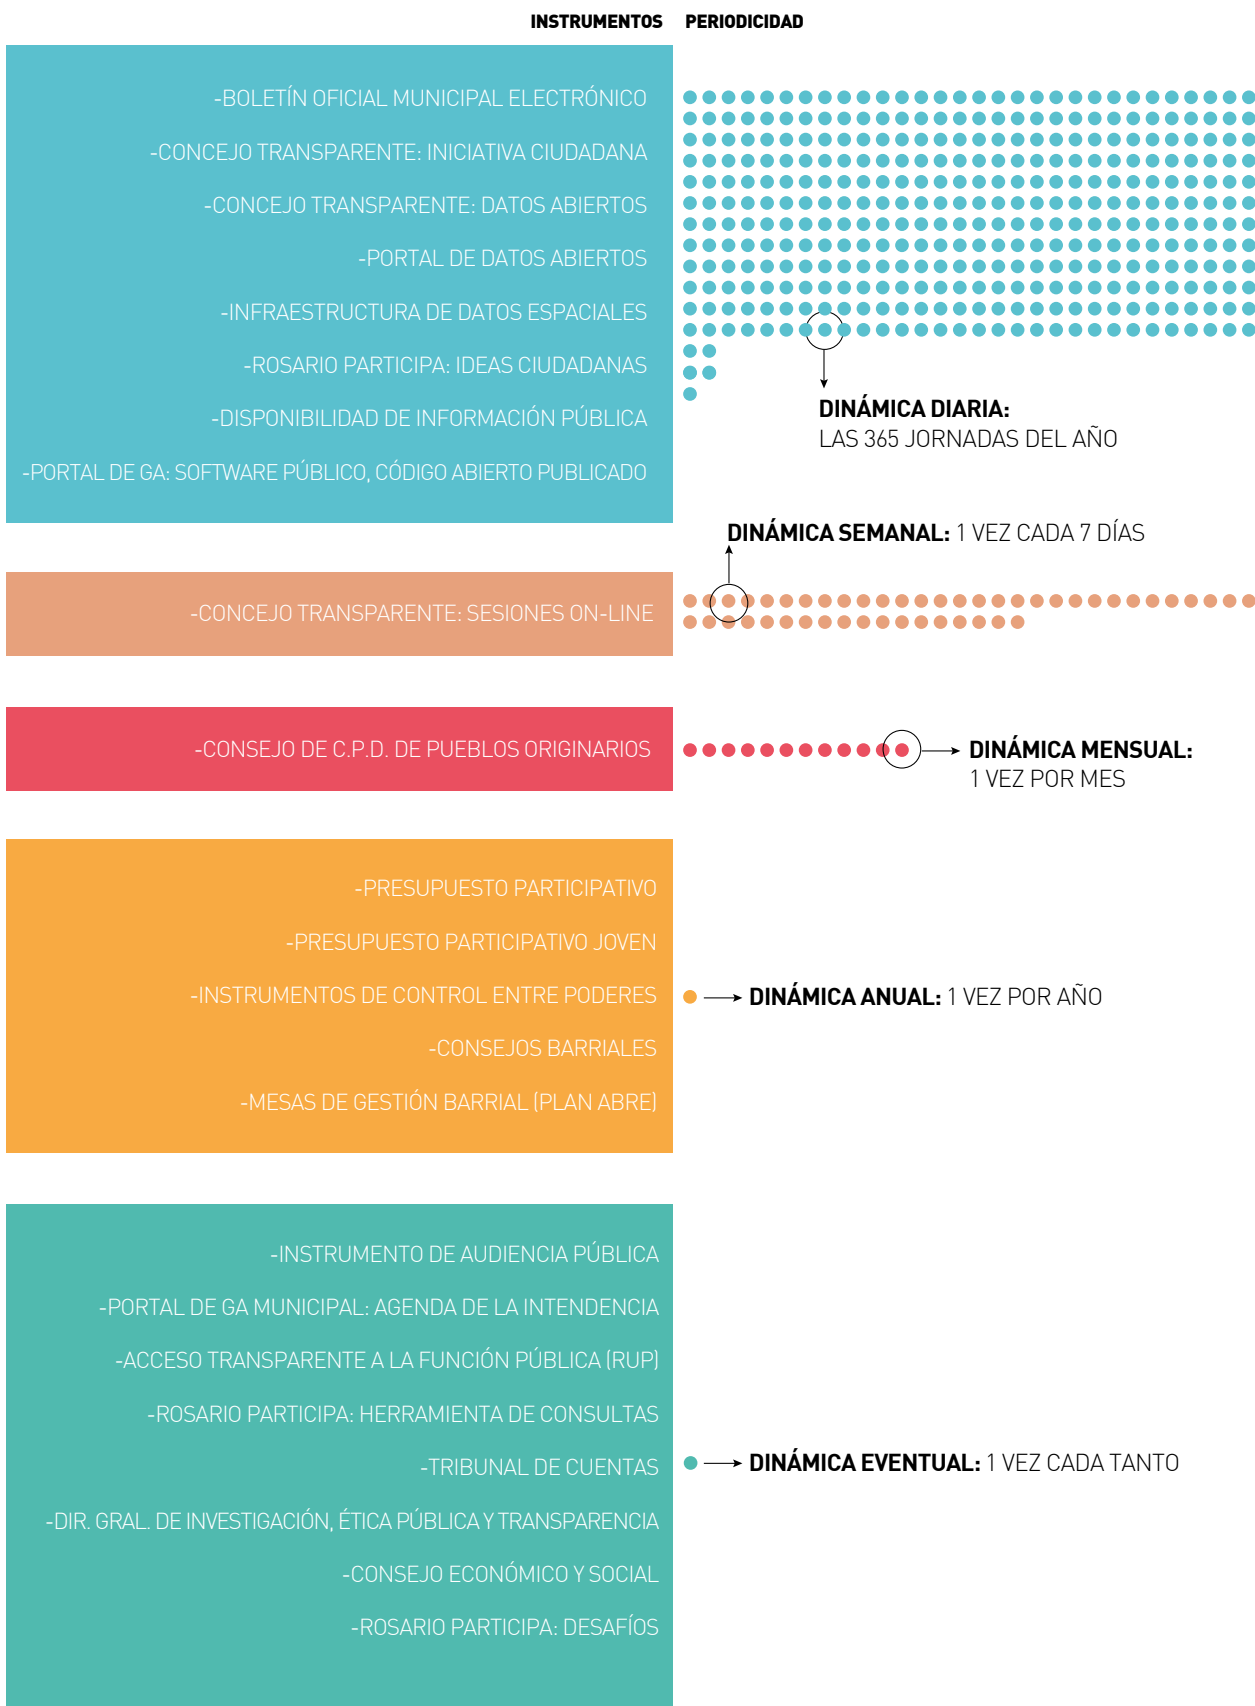 INSTRUMENTOS PERIODICIDAD
-BOLETÍN OFICIAL MUNICIPAL ELECTRÓNICO
-CONCEJO TRANSPARENTE: INICIATIVA CIUDADANA
-CONCEJO TRANSPARENTE: DATOS ABIERTOS
-PORTAL DE DATOS ABIERTOS
-INFRAESTRUCTURA DE DATOS ESPACIALES
-ROSARIO PARTICIPA: IDEAS CIUDADANAS
-DISPONIBILIDAD DE INFORMACIÓN PÚBLICA
-PORTAL DE GA: SOFTWARE PÚBLICO, CÓDIGO ABIERTO PUBLICADO
DINÁMICA DIARIA:
LAS 365 JORNADAS DEL AÑO
DINÁMICA SEMANAL: 1 VEZ CADA 7 DÍAS
-CONCEJO TRANSPARENTE: SESIONES ON-LINE
-CONSEJO DE C.P.D. DE PUEBLOS ORIGINARIOS
DINÁMICA MENSUAL:
1 VEZ POR MES
-PRESUPUESTO PARTICIPATIVO
-PRESUPUESTO PARTICIPATIVO JOVEN
-INSTRUMENTOS DE CONTROL ENTRE PODERES
-CONSEJOS BARRIALES
-MESAS DE GESTIÓN BARRIAL (PLAN ABRE)
DINÁMICA ANUAL: 1 VEZ POR AÑO
-INSTRUMENTO DE AUDIENCIA PÚBLICA
-PORTAL DE GA MUNICIPAL: AGENDA DE LA INTENDENCIA
-ACCESO TRANSPARENTE A LA FUNCIÓN PÚBLICA (RUP)
-ROSARIO PARTICIPA: HERRAMIENTA DE CONSULTAS
-TRIBUNAL DE CUENTAS
-DIR. GRAL. DE INVESTIGACIÓN, ÉTICA PÚBLICA Y TRANSPARENCIA
-CONSEJO ECONÓMICO Y SOCIAL
-ROSARIO PARTICIPA: DESAFÍOS
DINÁMICA EVENTUAL: 1 VEZ CADA TANTO